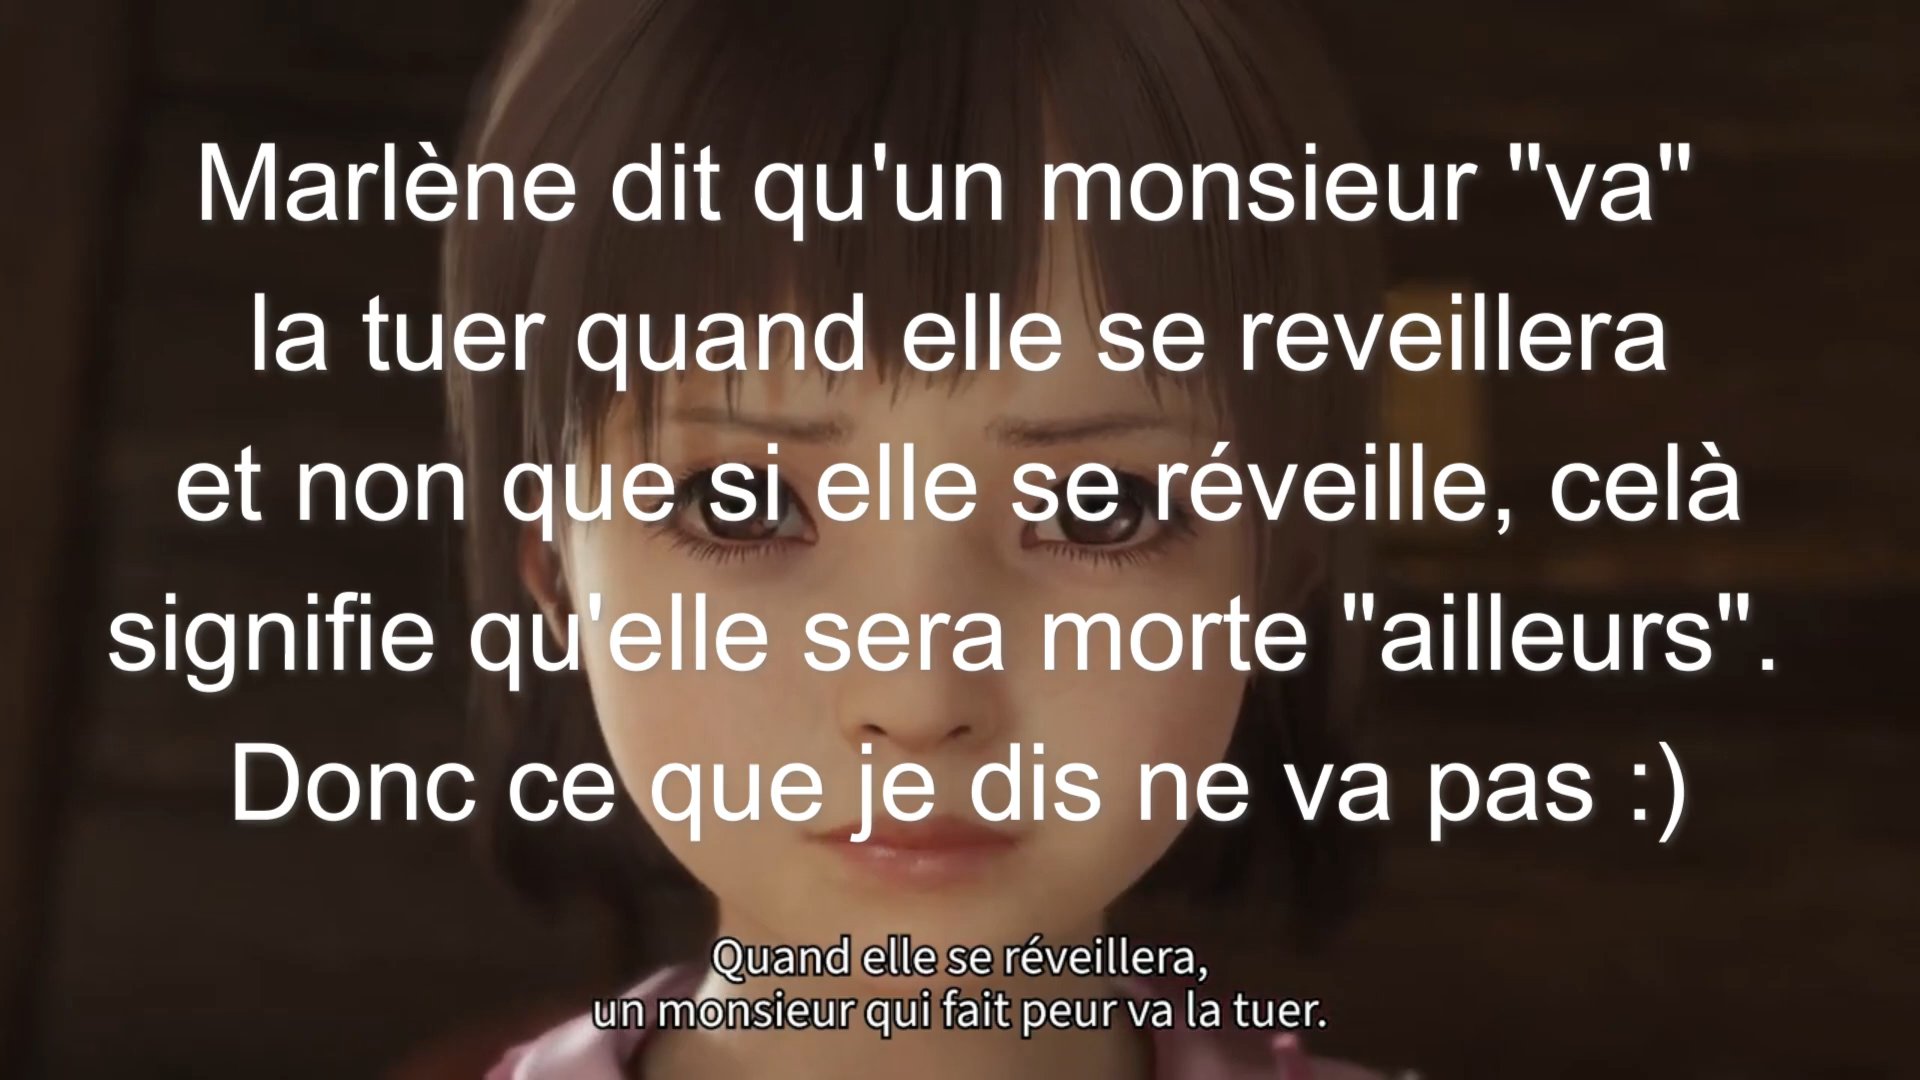 Marlène dit qu'un monsieur "va"
la tuer quand elle se reveillera
et non que si elle se réveille, celà
signifie qu'elle sera morte "ailleurs".
Donc ce que je dis ne va pas :)
Quand elle se réveillera,
un monsieur qui fait peur va la tuer.